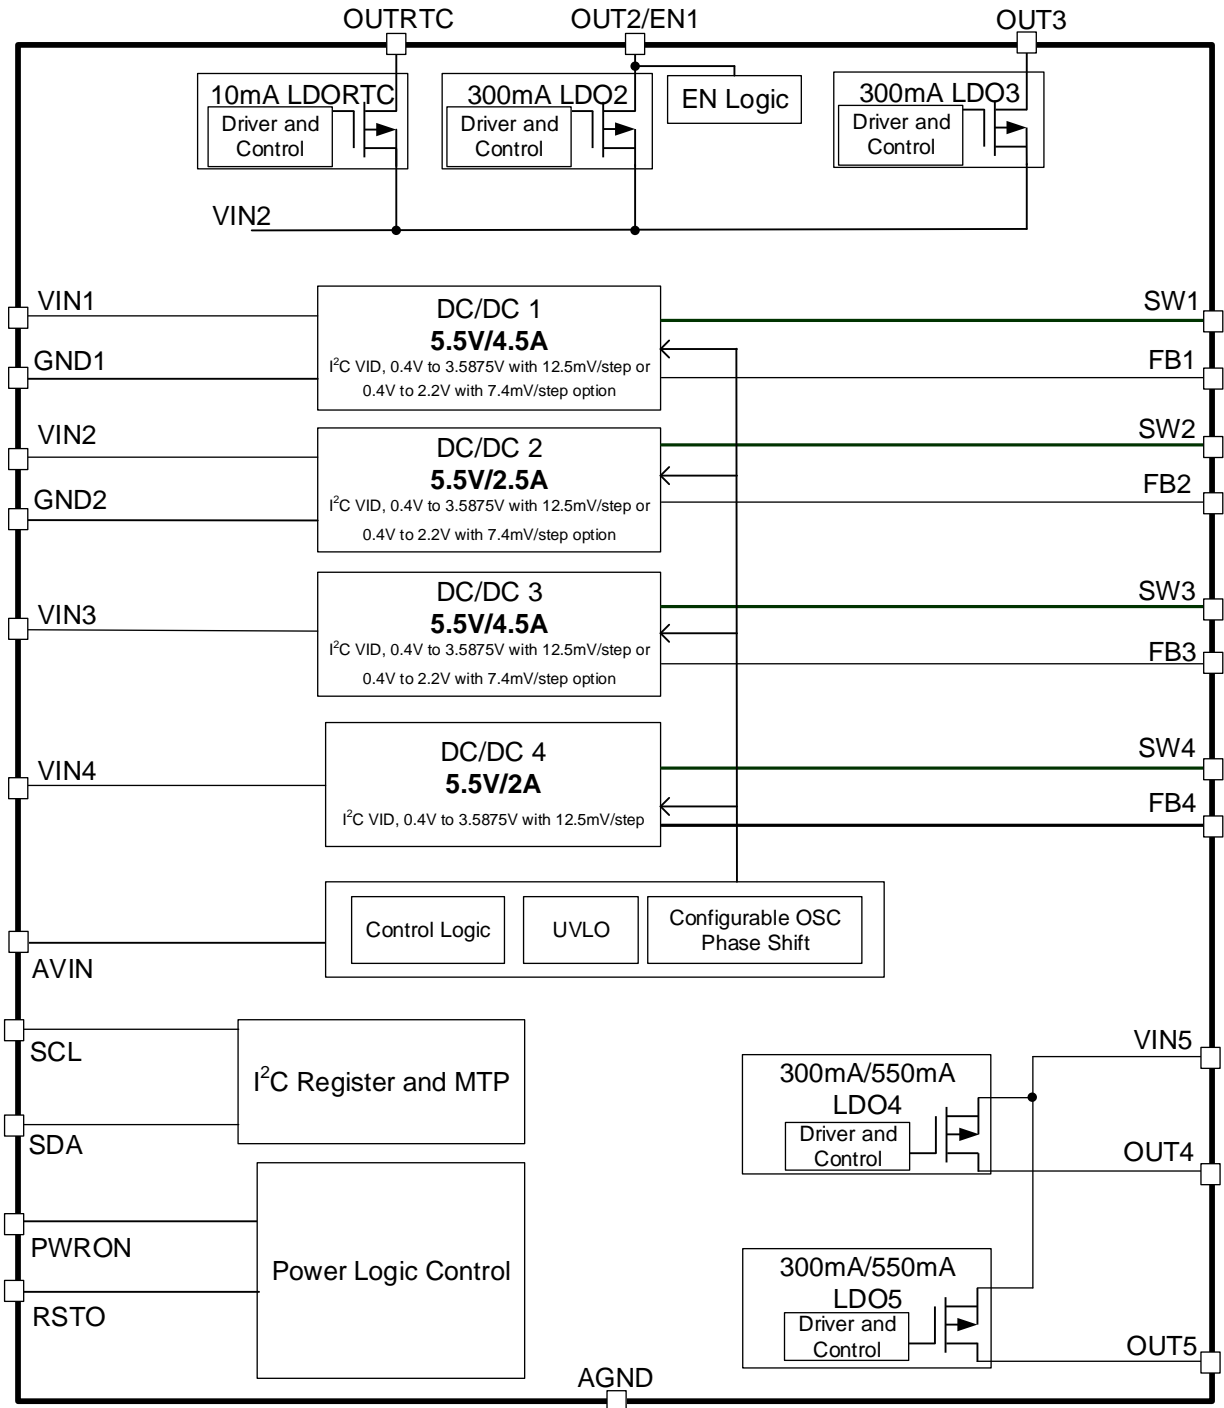 OUTRTC
OUT2/EN1
OUT3
10mA LDORTC
Driver and
Control
300mA LDO2
Driver and
Control
EN Logic
300mA LDO3
Driver and
Control
VIN2
VIN1
GND1
DC/DC 1
5.5V/4.5A
I²C VID, 0.4V to 3.5875V with 12.5mV/step or
0.4V to 2.2V with 7.4mV/step option
SW1
FB1
VIN2
GND2
DC/DC 2
5.5V/2.5A
I²C VID, 0.4V to 3.5875V with 12.5mV/step or
0.4V to 2.2V with 7.4mV/step option
SW2
FB2
VIN3
DC/DC 3
5.5V/4.5A
I²C VID, 0.4V to 3.5875V with 12.5mV/step or
0.4V to 2.2V with 7.4mV/step option
SW3
FB3
VIN4
DC/DC 4
5.5V/2A
I²C VID, 0.4V to 3.5875V with 12.5mV/step
SW4
FB4
AVIN
Control Logic
UVLO
Configurable OSC
Phase Shift
SCL
SDA
I²C Register and MTP
PWRON
RSTO
Power Logic Control
VIN5
300mA/550mA
LDO4
Driver and
Control
OUT4
300mA/550mA
LDO5
Driver and
Control
OUT5
AGND